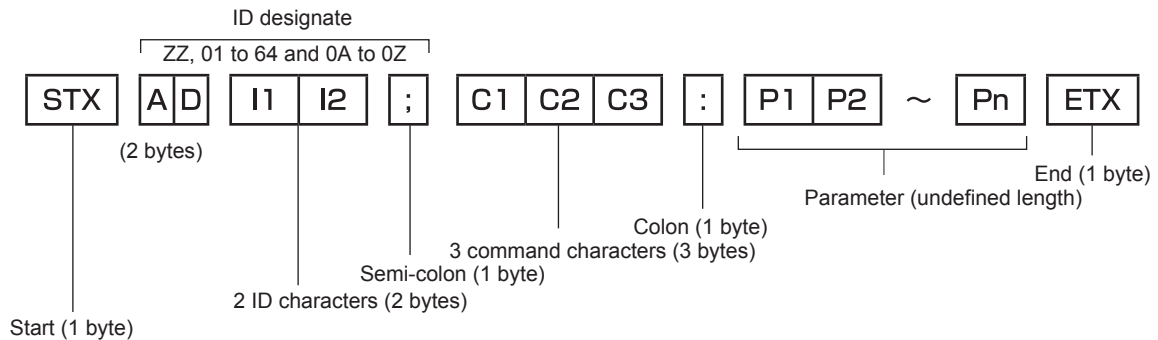 ID designate
ZZ, 01 to 64 and 0A to 0Z
STX A D I1 I2 ; C1 C2 C3 : P1 P2 ~ Pn ETX
(2 bytes)
End (1 byte)
Parameter (undefined length)
Colon (1 byte)
3 command characters (3 bytes)
Semi-colon (1 byte)
2 ID characters (2 bytes)
Start (1 byte)